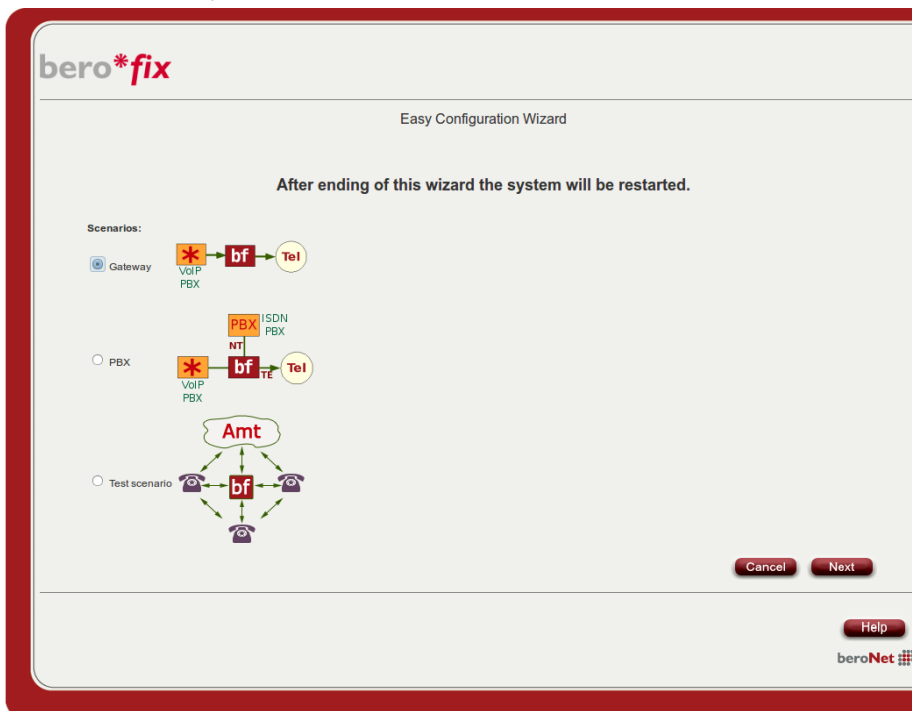 bero*fix
Easy Configuration Wizard
After ending of this wizard the system will be restarted.
Scenarios:
Gateway
*
bf
Tel
VoIP
PBX
PBX
ISDN
PBX
NT
PBX
*
bf
TE
Tel
VoIP
PBX
Amt
Test scenario
bf
Cancel
Next
Help
beroNet